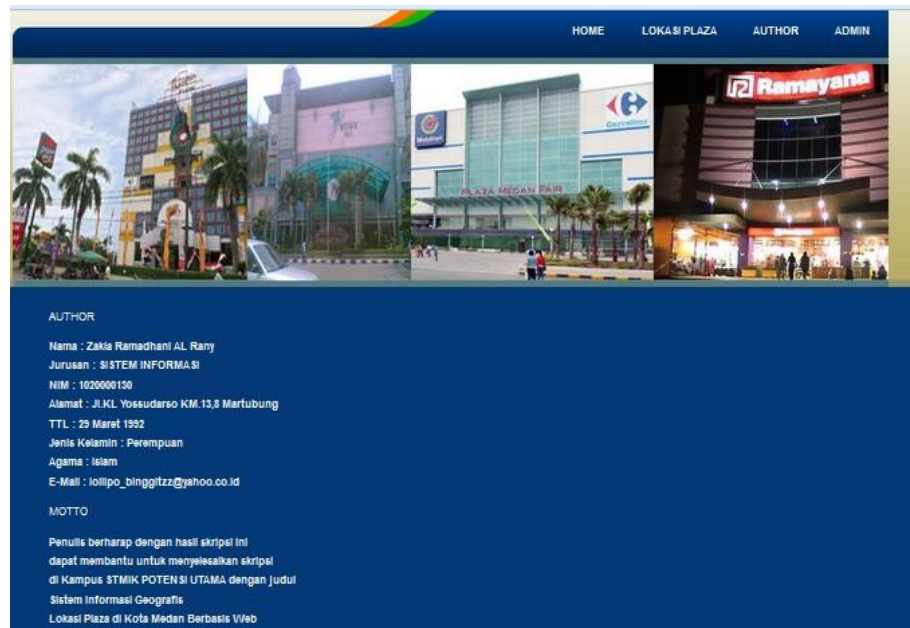 HOME LOKASI PLAZA AUTHOR ADMIN
Matahari
Carrefour
PLAZA MEDAN FAIR
Ramayana
Ramayana
AUTHOR
Nama : Zakia Ramadhani AL Rany
Jurusan : SISTEM INFORMASI
NIM : 1020000130
Alamat : Jl.KL Yossudarso KM.13,8 Martubung
TTL : 29 Maret 1992
Jenis Kelamin : Perempuan
Agama : Islam
E-Mail : lollipo_binggitzz@yahoo.co.id
MOTTO
Penulis berharap dengan hasil skripsi ini
dapat membantu untuk menyelesaikan skripsi
di Kampus STMIK POTENSI UTAMA dengan judul
Sistem Informasi Geografis
Lokasi Plaza di Kota Medan Berbasis Web